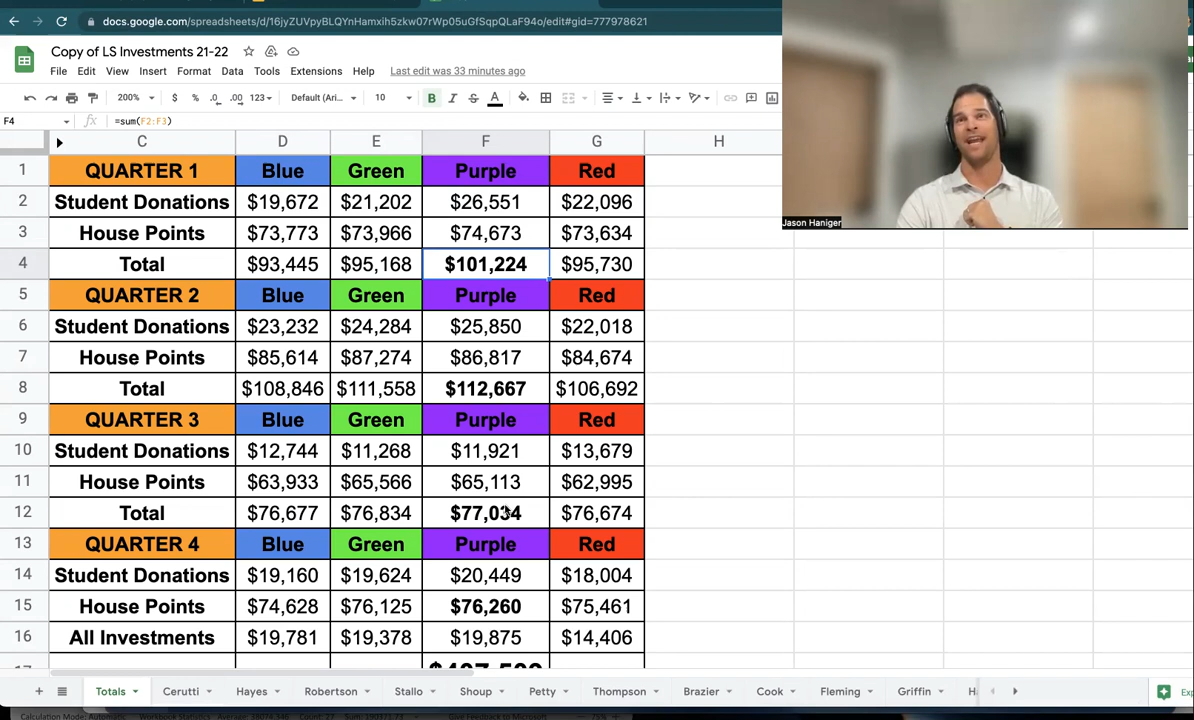 docs.google.com/spreadsheets/d/16jyZUVpyBLQYnHamxih5zkw07rWp05uGfSqpQLaF94o/edit#gid=777978621
Copy of LS Investments 21-22
File Edit View Insert Format Data Tools Extensions Help Last edit was 33 minutes ago
200% $ % .0 .00 123 Default (Ari... 10 B I S A
F4 fx =sum(F2:F3)
C D E F G H
1 QUARTER 1 Blue Green Purple Red
2 Student Donations $19,672 $21,202 $26,551 $22,096
3 House Points $73,773 $73,966 $74,673 $73,634
4 Total $93,445 $95,168 $101,224 $95,730
5 QUARTER 2 Blue Green Purple Red
6 Student Donations $23,232 $24,284 $25,850 $22,018
7 House Points $85,614 $87,274 $86,817 $84,674
8 Total $108,846 $111,558 $112,667 $106,692
9 QUARTER 3 Blue Green Purple Red
10 Student Donations $12,744 $11,268 $11,921 $13,679
11 House Points $63,933 $65,566 $65,113 $62,995
12 Total $76,677 $76,834 $77,034 $76,674
13 QUARTER 4 Blue Green Purple Red
14 Student Donations $19,160 $19,624 $20,449 $18,004
15 House Points $74,628 $76,125 $76,260 $75,461
16 All Investments $19,781 $19,378 $19,875 $14,406
Jason Haniger
+ Totals Cerutti Hayes Robertson Stallo Shoup Petty Thompson Brazier Cook Fleming Griffin